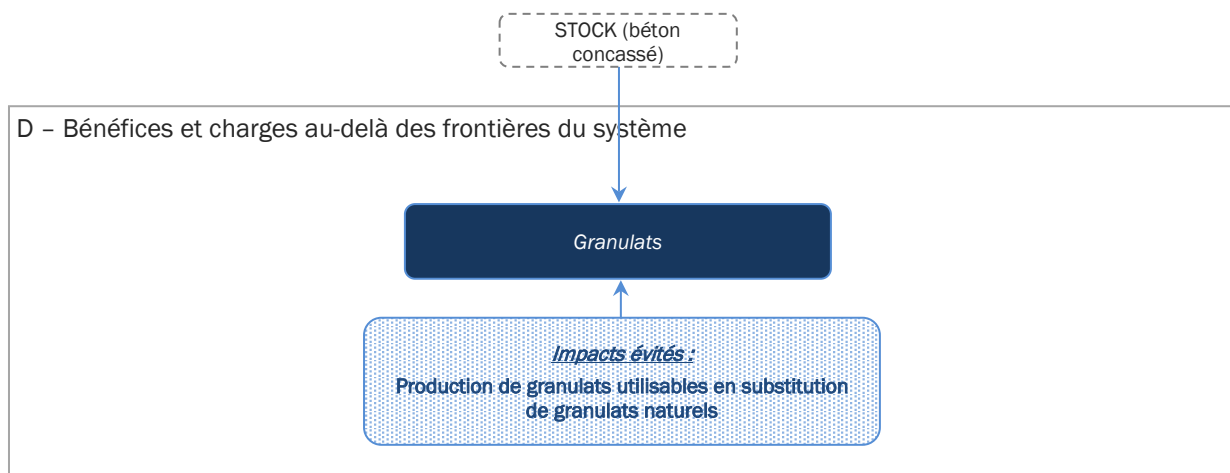 STOCK (béton
concassé)
D – Bénéfices et charges au-delà des frontières du système
Granulats
Impacts évités :
Production de granulats utilisables en substitution
de granulats naturels